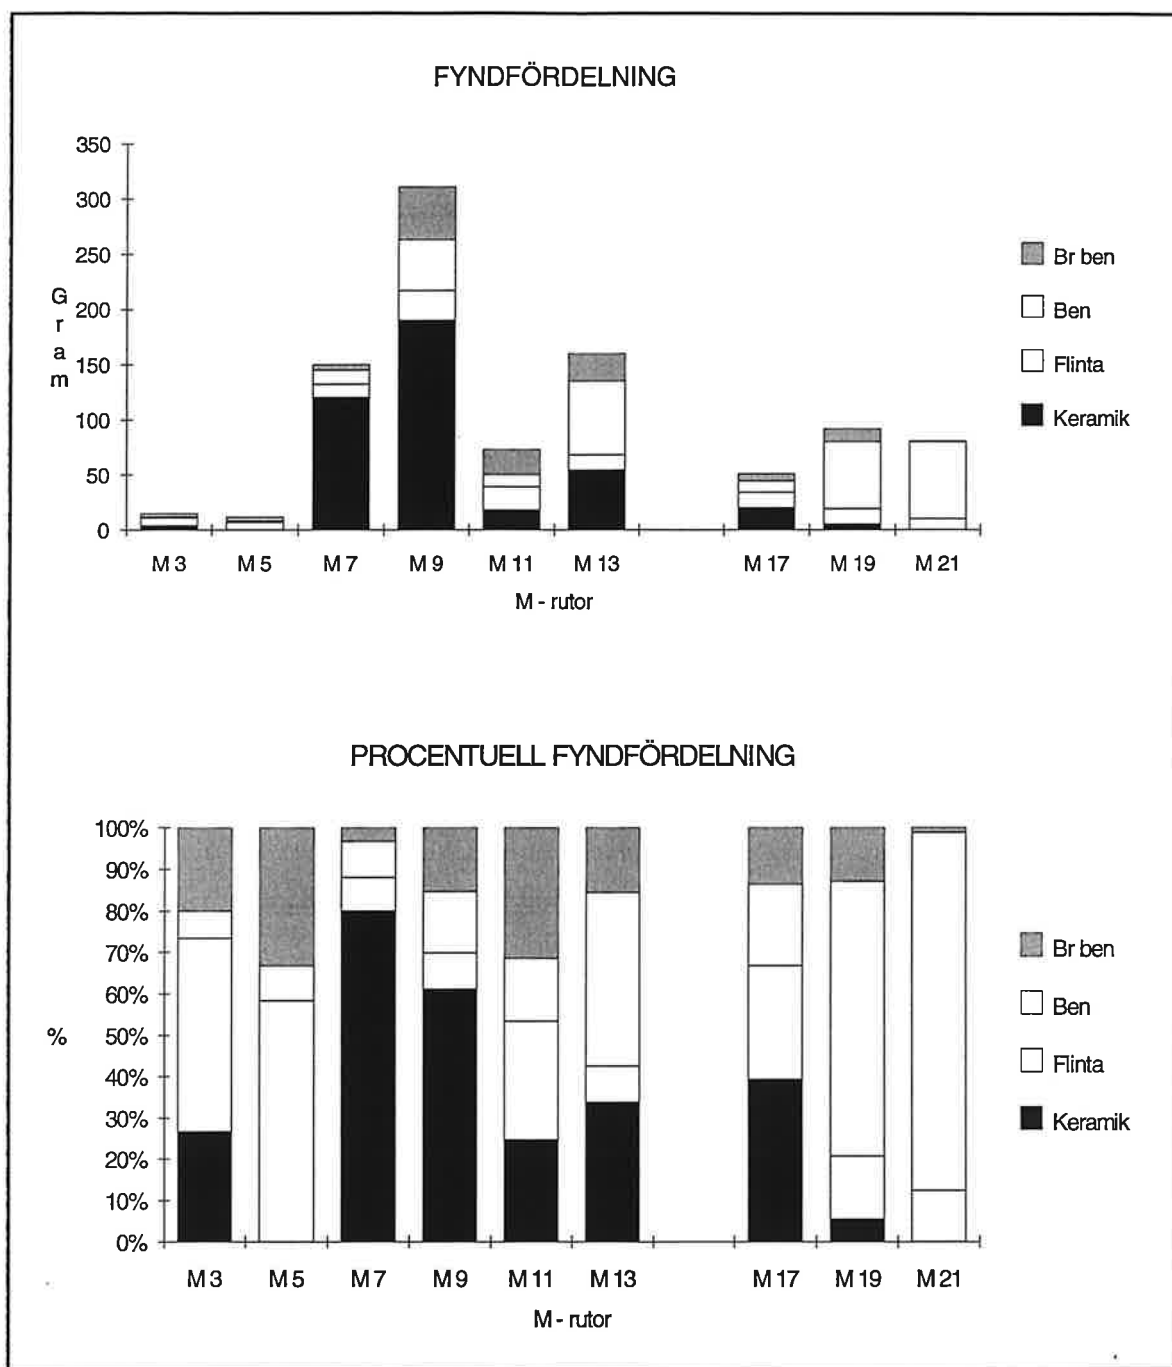 FYNDFÖRDELNING
350
300
250
200
150
100
50
0
Gram
M 3 M 5 M 7 M 9 M 11 M 13 M 17 M 19 M 21
M - rutor
Br ben
Ben
Flinta
Keramik
PROCENTUELL FYNDFÖRDELNING
100%
90%
80%
70%
60%
50%
40%
30%
20%
10%
0%
%
M 3 M 5 M 7 M 9 M 11 M 13 M 17 M 19 M 21
M - rutor
Br ben
Ben
Flinta
Keramik